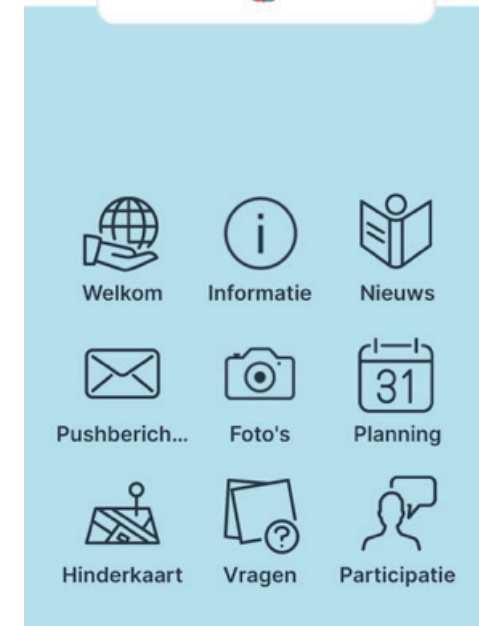 Welkom Informatie Nieuws
31
Pushberich... Foto's Planning
Hinderkaart Vragen Participatie